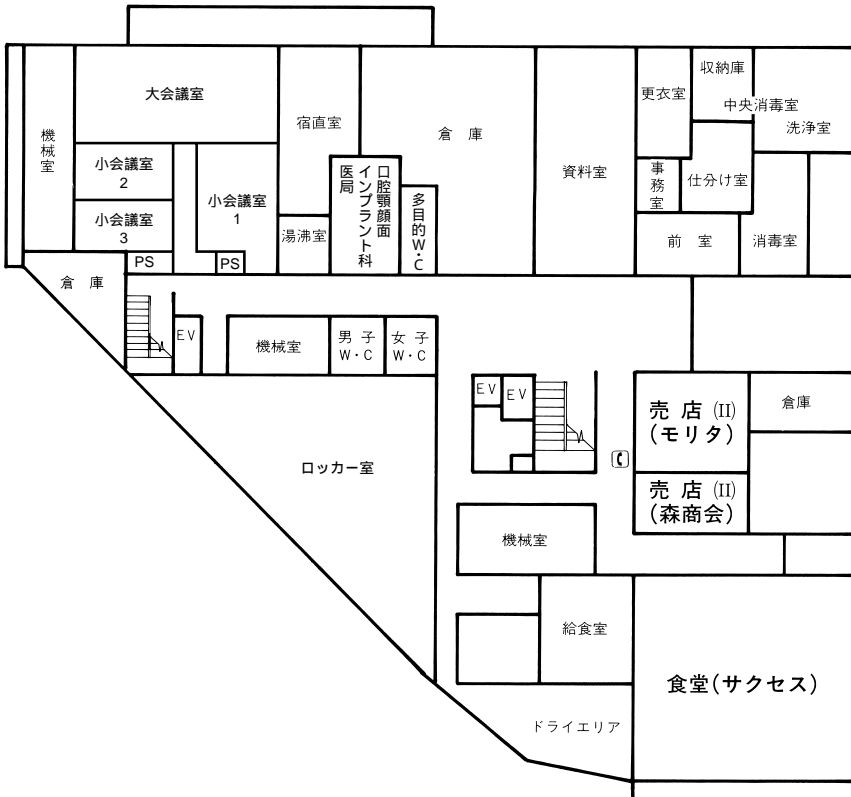 大会議室
機械室
宿直室
倉　庫
資料室
更衣室
収納庫
中央消毒室
洗浄室
小会議室
2
小会議室
3
小会議室
1
口腔顎顔面
インプラント科
医局
多目的W・C
事務室
仕分け室
湯沸室
前　室
消毒室
PS
PS
倉　庫
EV
機械室
男 子
W・C
女 子
W・C
EV
EV
売 店 (II)
(モリタ)
倉庫
売 店 (II)
(森商会)
ロッカー室
機械室
給食室
食堂(サクセス)
ドライエリア